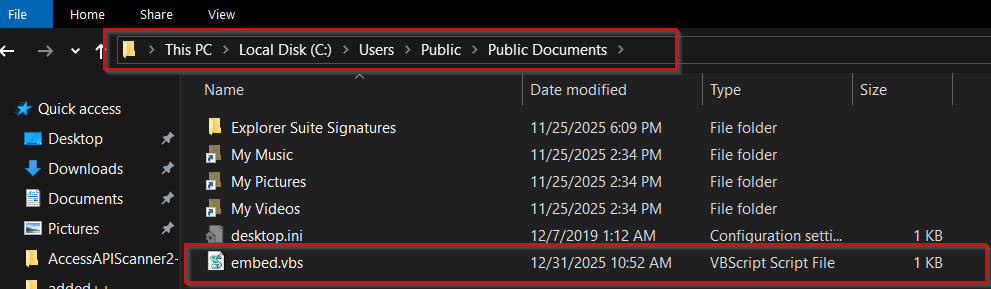 File Home Share View
This PC > Local Disk (C:) > Users > Public > Public Documents >
Name Date modified Type Size
Quick access
Desktop
Downloads
Documents
Pictures
AccessAPIScanner2-
Explorer Suite Signatures 11/25/2025 6:09 PM File folder
My Music 11/25/2025 2:34 PM File folder
My Pictures 11/25/2025 2:34 PM File folder
My Videos 11/25/2025 2:34 PM File folder
desktop.ini 12/7/2019 1:12 AM Configuration setti... 1 KB
embed.vbs 12/31/2025 10:52 AM VBScript Script File 1 KB